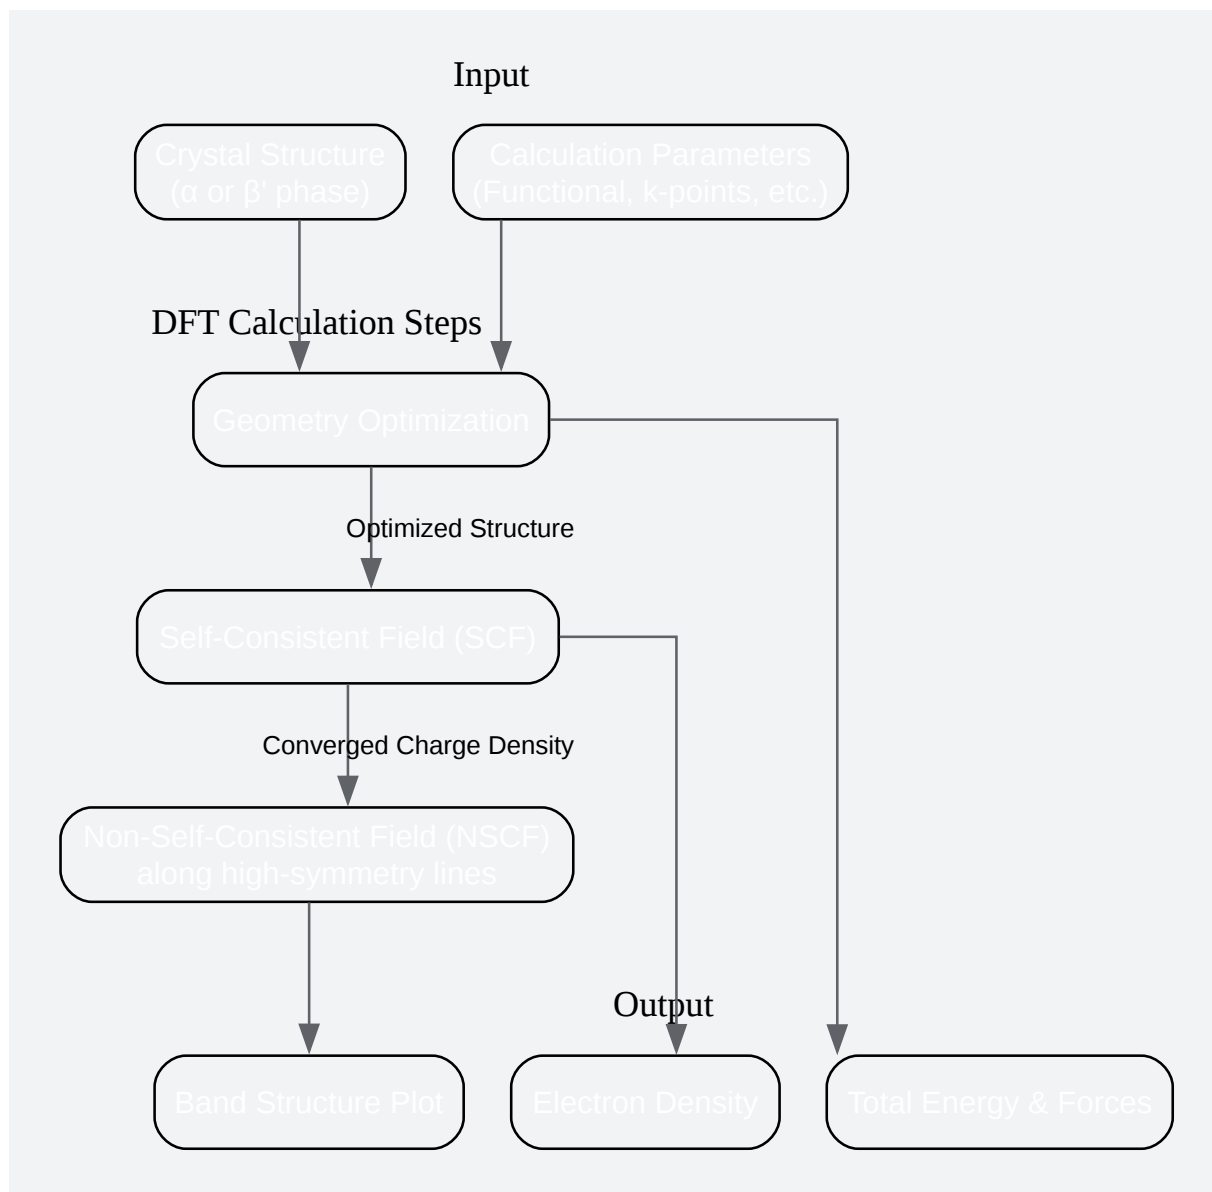 Input
Crystal Structure
(α or β' phase)
Calculation Parameters
(Functional, k-points, etc.)
DFT Calculation Steps
Geometry Optimization
Optimized Structure
Self-Consistent Field (SCF)
Converged Charge Density
Non-Self-Consistent Field (NSCF)
along high-symmetry lines
Output
Band Structure Plot
Electron Density
Total Energy & Forces